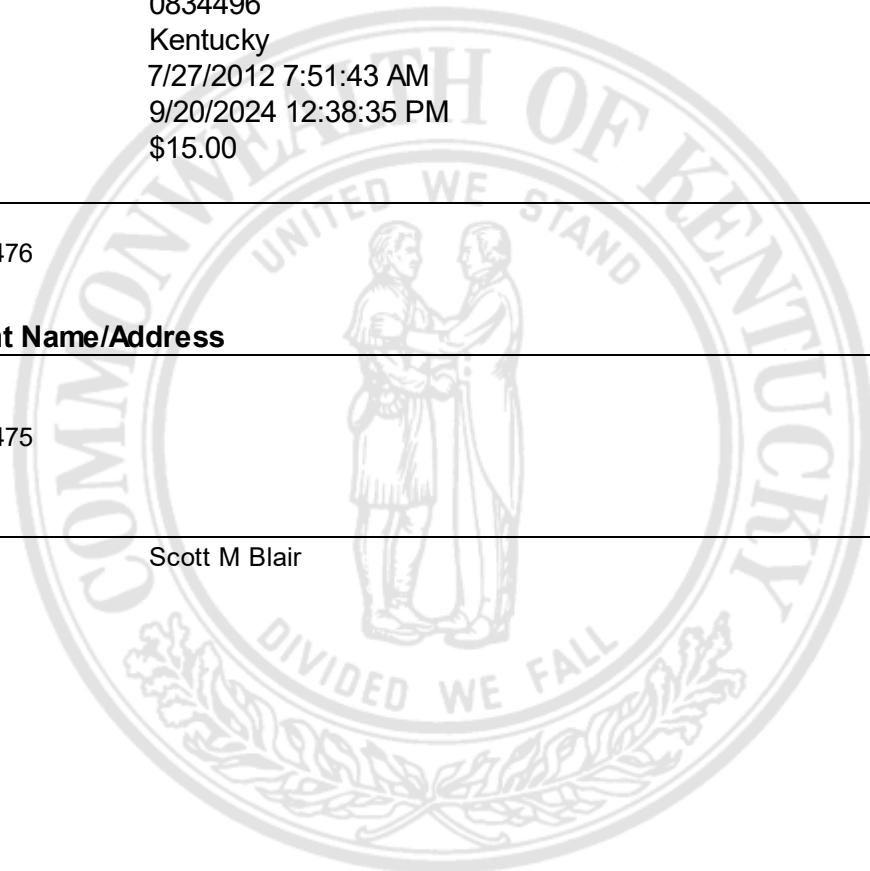 0834496
Kentucky
7/27/2012 7:51:43 AM
9/20/2024 12:38:35 PM
$15.00
476
nt Name/Address
475
Scott M Blair
COMMONWEALTH OF KENTUCKY
UNITED WE STAND
DIVIDED WE FALL